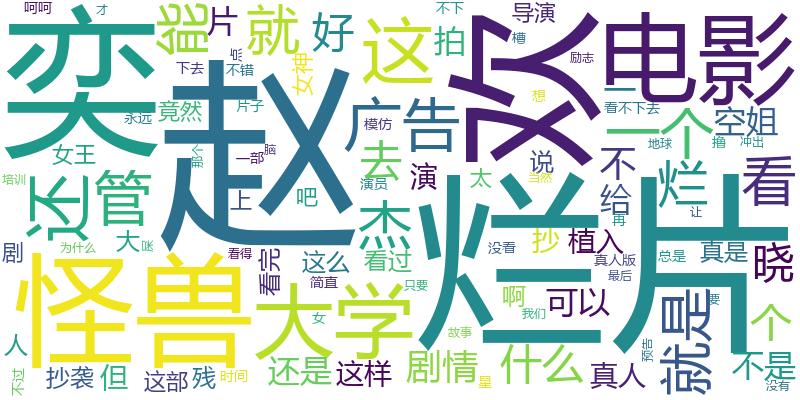 呵呵
才
片
能
就
好
这
拍
不下
导演
槽
励志
欢
电影
奕
赵
下去
点
不错
女神
竟然
永远
片子
广告
模仿
想
一
看不下去
一个
空姐
地球
撸
冲出
女王
那个
一部
脑
去
演
说
不
烂
看
培训
还
管
上
吧
演员
太
当然
给
再
让
烂片
杰
剧
为什么
大
咪
看得
看完
这么
看过
没看
抄
植入
真人版
总是
真是
晓
怪兽
简直
只要
最后
大学
啊
我们
可以
就是
要
个
人
女
故事
预告
不过
抄袭
但
这部
残
时间
还是
这样
剧情
星
什么
真人
不是
没有